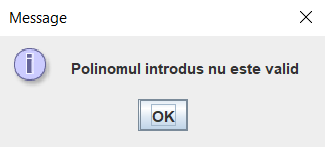 Message
Polinomul introdus nu este valid
OK